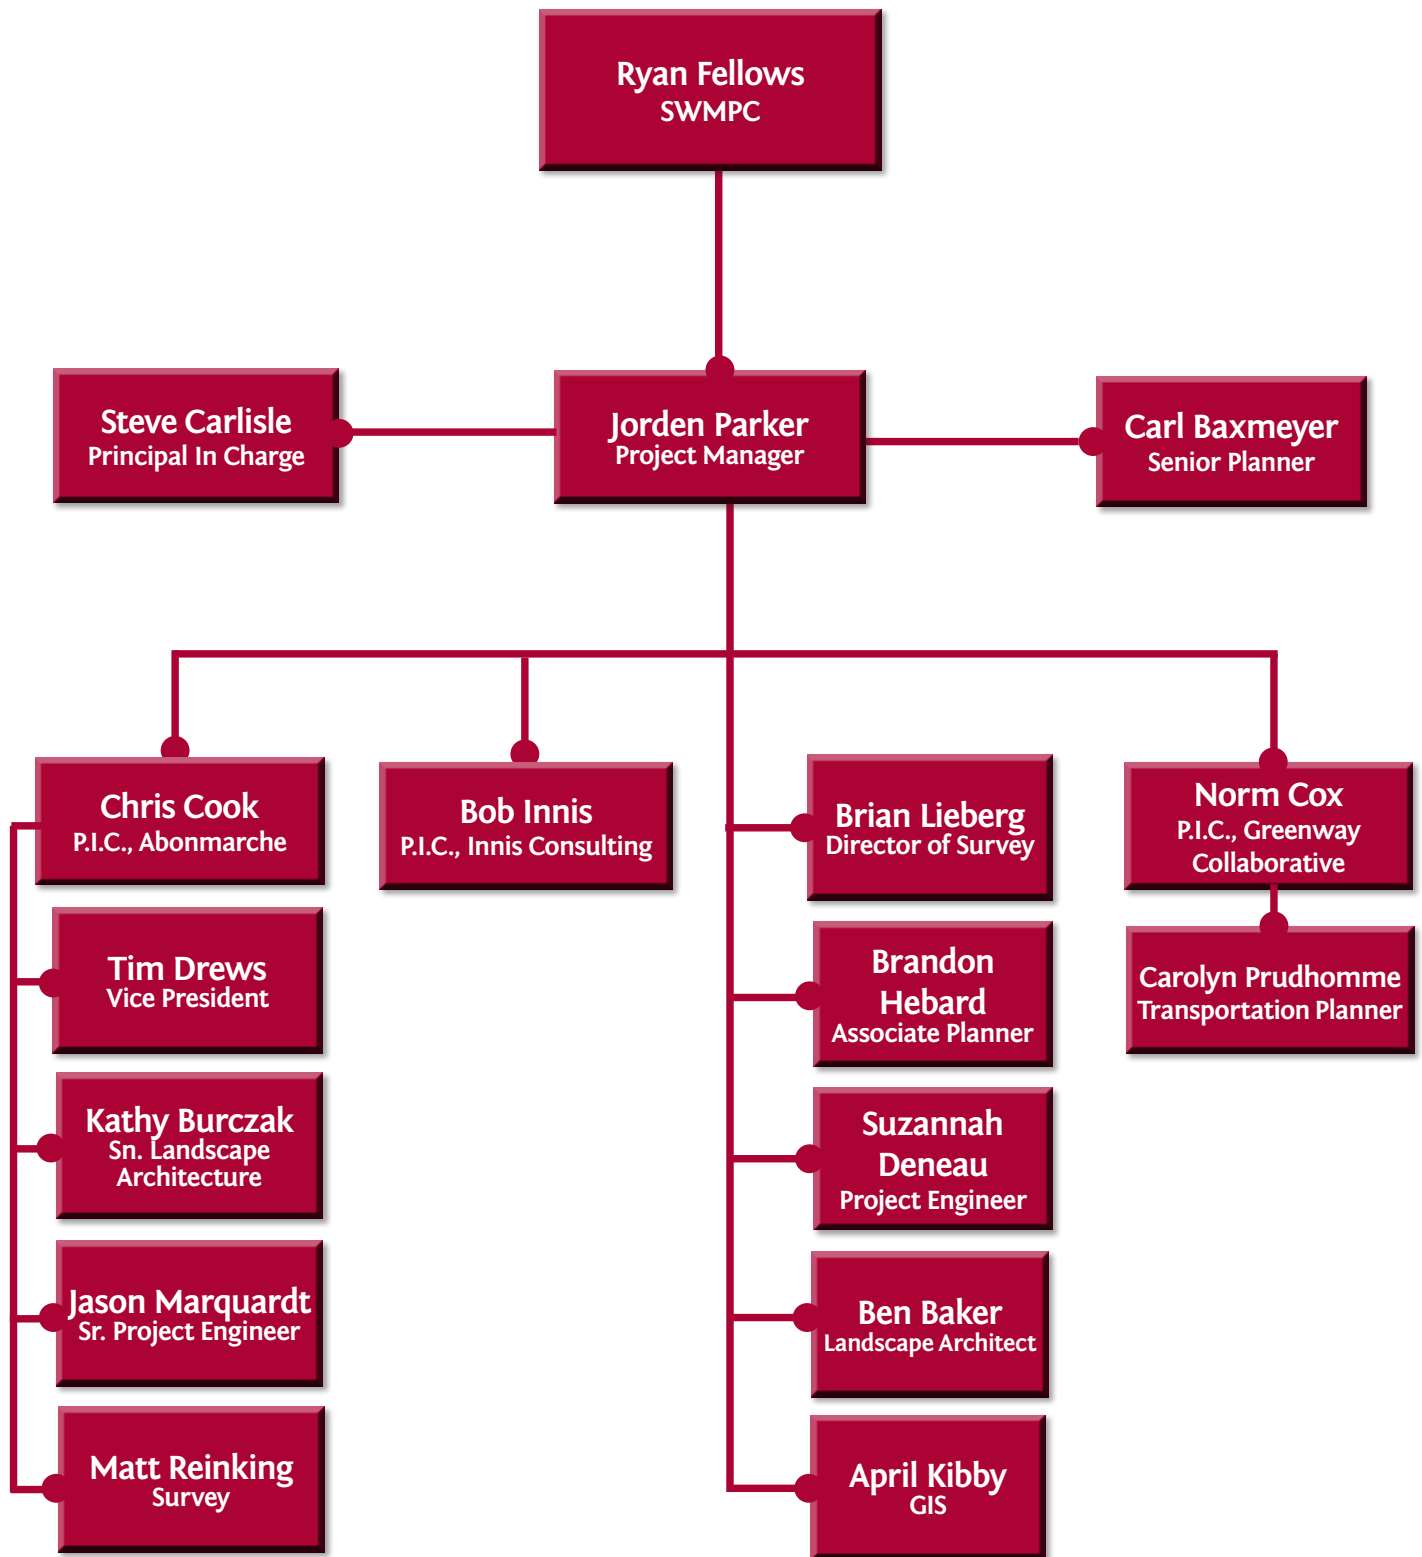 Ryan Fellows
SWMPC
Steve Carlisle
Principal In Charge
Jorden Parker
Project Manager
Carl Baxmeyer
Senior Planner
Chris Cook
P.I.C., Abonmarche
Bob Innis
P.I.C., Innis Consulting
Brian Lieberg
Director of Survey
Norm Cox
P.I.C., Greenway
Collaborative
Tim Drews
Vice President
Brandon
Hebard
Associate Planner
Carolyn Prudhomme
Transportation Planner
Kathy Burczak
Sn. Landscape
Architecture
Suzannah
Deneau
Project Engineer
Jason Marquardt
Sr. Project Engineer
Ben Baker
Landscape Architect
Matt Reinking
Survey
April Kibby
GIS